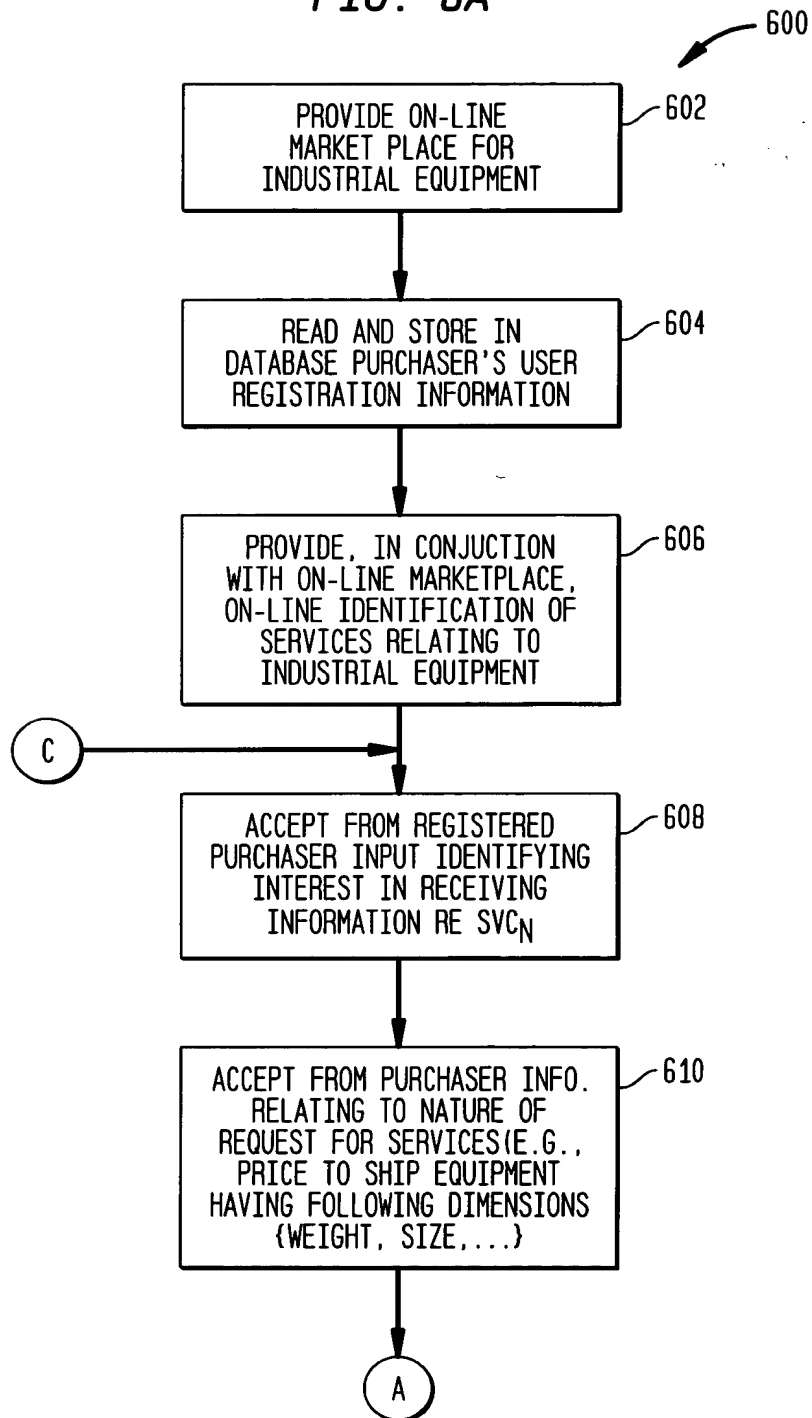 FIG. 6A
600
PROVIDE ON-LINE
MARKET PLACE FOR
INDUSTRIAL EQUIPMENT
602
READ AND STORE IN
DATABASE PURCHASER'S USER
REGISTRATION INFORMATION
604
PROVIDE, IN CONJUCTION
WITH ON-LINE MARKETPLACE,
ON-LINE IDENTIFICATION OF
SERVICES RELATING TO
INDUSTRIAL EQUIPMENT
606
C
ACCEPT FROM REGISTERED
PURCHASER INPUT IDENTIFYING
INTEREST IN RECEIVING
INFORMATION RE SVCN
608
ACCEPT FROM PURCHASER INFO.
RELATING TO NATURE OF
REQUEST FOR SERVICES(E.G.,
PRICE TO SHIP EQUIPMENT
HAVING FOLLOWING DIMENSIONS
{WEIGHT, SIZE,...}
610
A